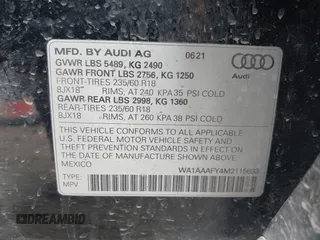 MFD. BY AUDI AG 0621
GVWR LBS 5489, KG 2490
GAWR FRONT LBS 2756, KG 1250
FRONT-TIRES 235/60 R18
8JX18 RIMS, AT 240 KPA 35 PSI COLD
GAWR REAR LBS 2998, KG 1360
REAR-TIRES 235/60 R18
8JX18 RIMS, AT 260 KPA 38 PSI COLD
Audi
THIS VEHICLE CONFORMS TO ALL APPLICABLE
U.S. FEDERAL MOTOR VEHICLE SAFETY AND
THEFT PREVENTION STANDARDS IN EFFECT ON
THE DATE OF MANUFACTURE SHOWN ABOVE.
MEXICO
TYPE:
MPV
DREAMBID